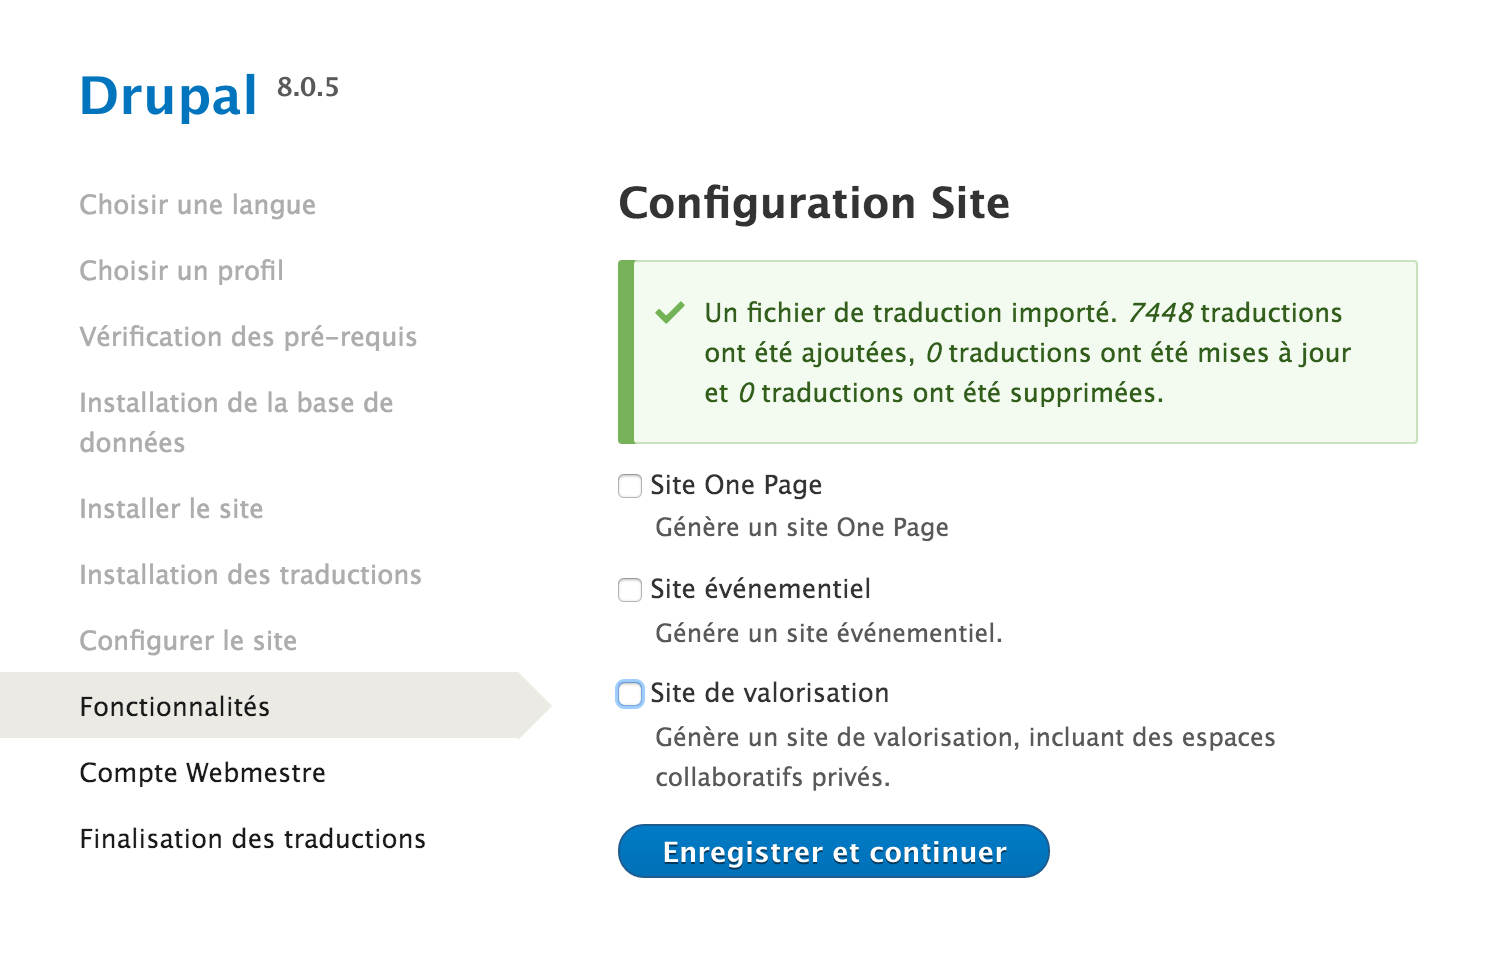 Drupal 8.0.5
Choisir une langue
Choisir un profil
Vérification des pré-requis
Installation de la base de
données
Installer le site
Installation des traductions
Configurer le site
Fonctionnalités
Compte Webmestre
Finalisation des traductions
Configuration Site
Un fichier de traduction importé. 7448 traductions
ont été ajoutées, 0 traductions ont été mises à jour
et 0 traductions ont été supprimées.
Site One Page
Génère un site One Page
Site événementiel
Générе un site événementiel.
Site de valorisation
Génère un site de valorisation, incluant des espaces
collaboratifs privés.
Enregistrer et continuer